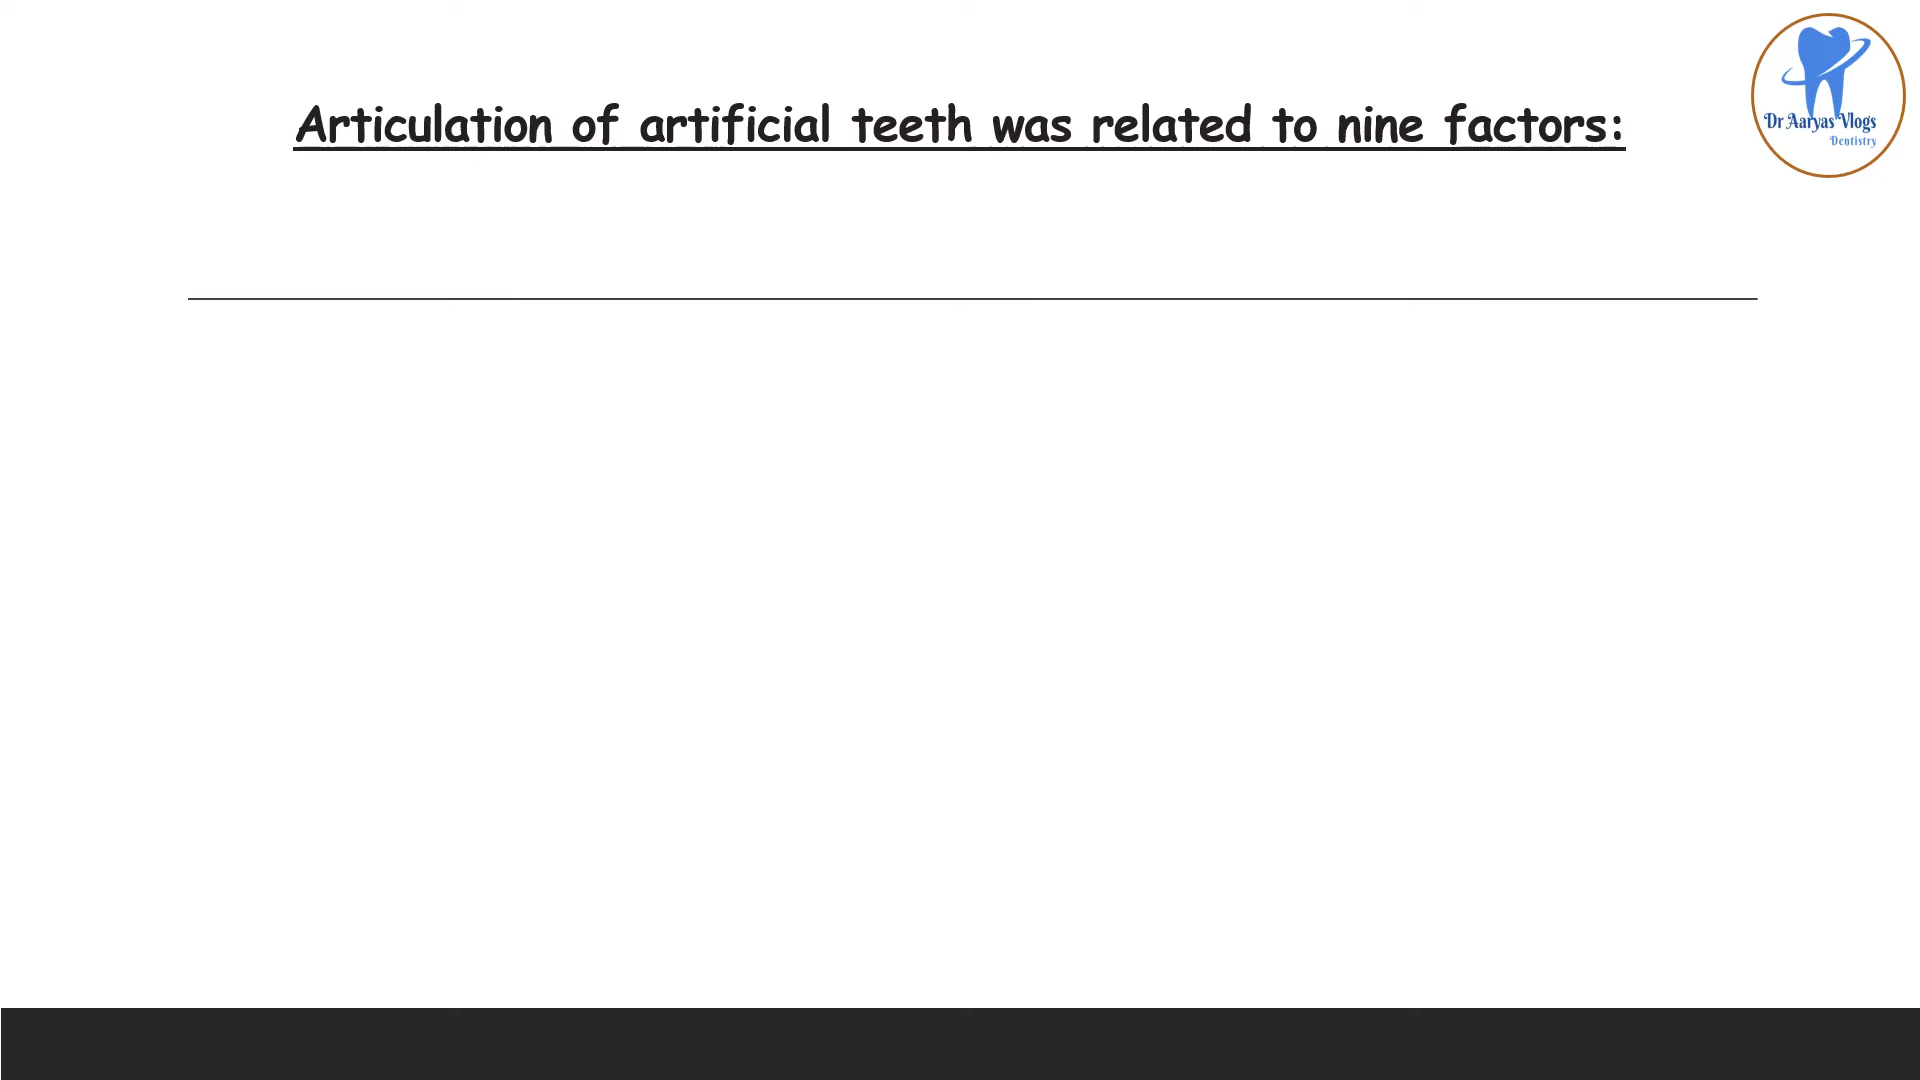 Articulation of artificial teeth was related to nine factors:
Dr Aaryas Vlogs
Dentistry